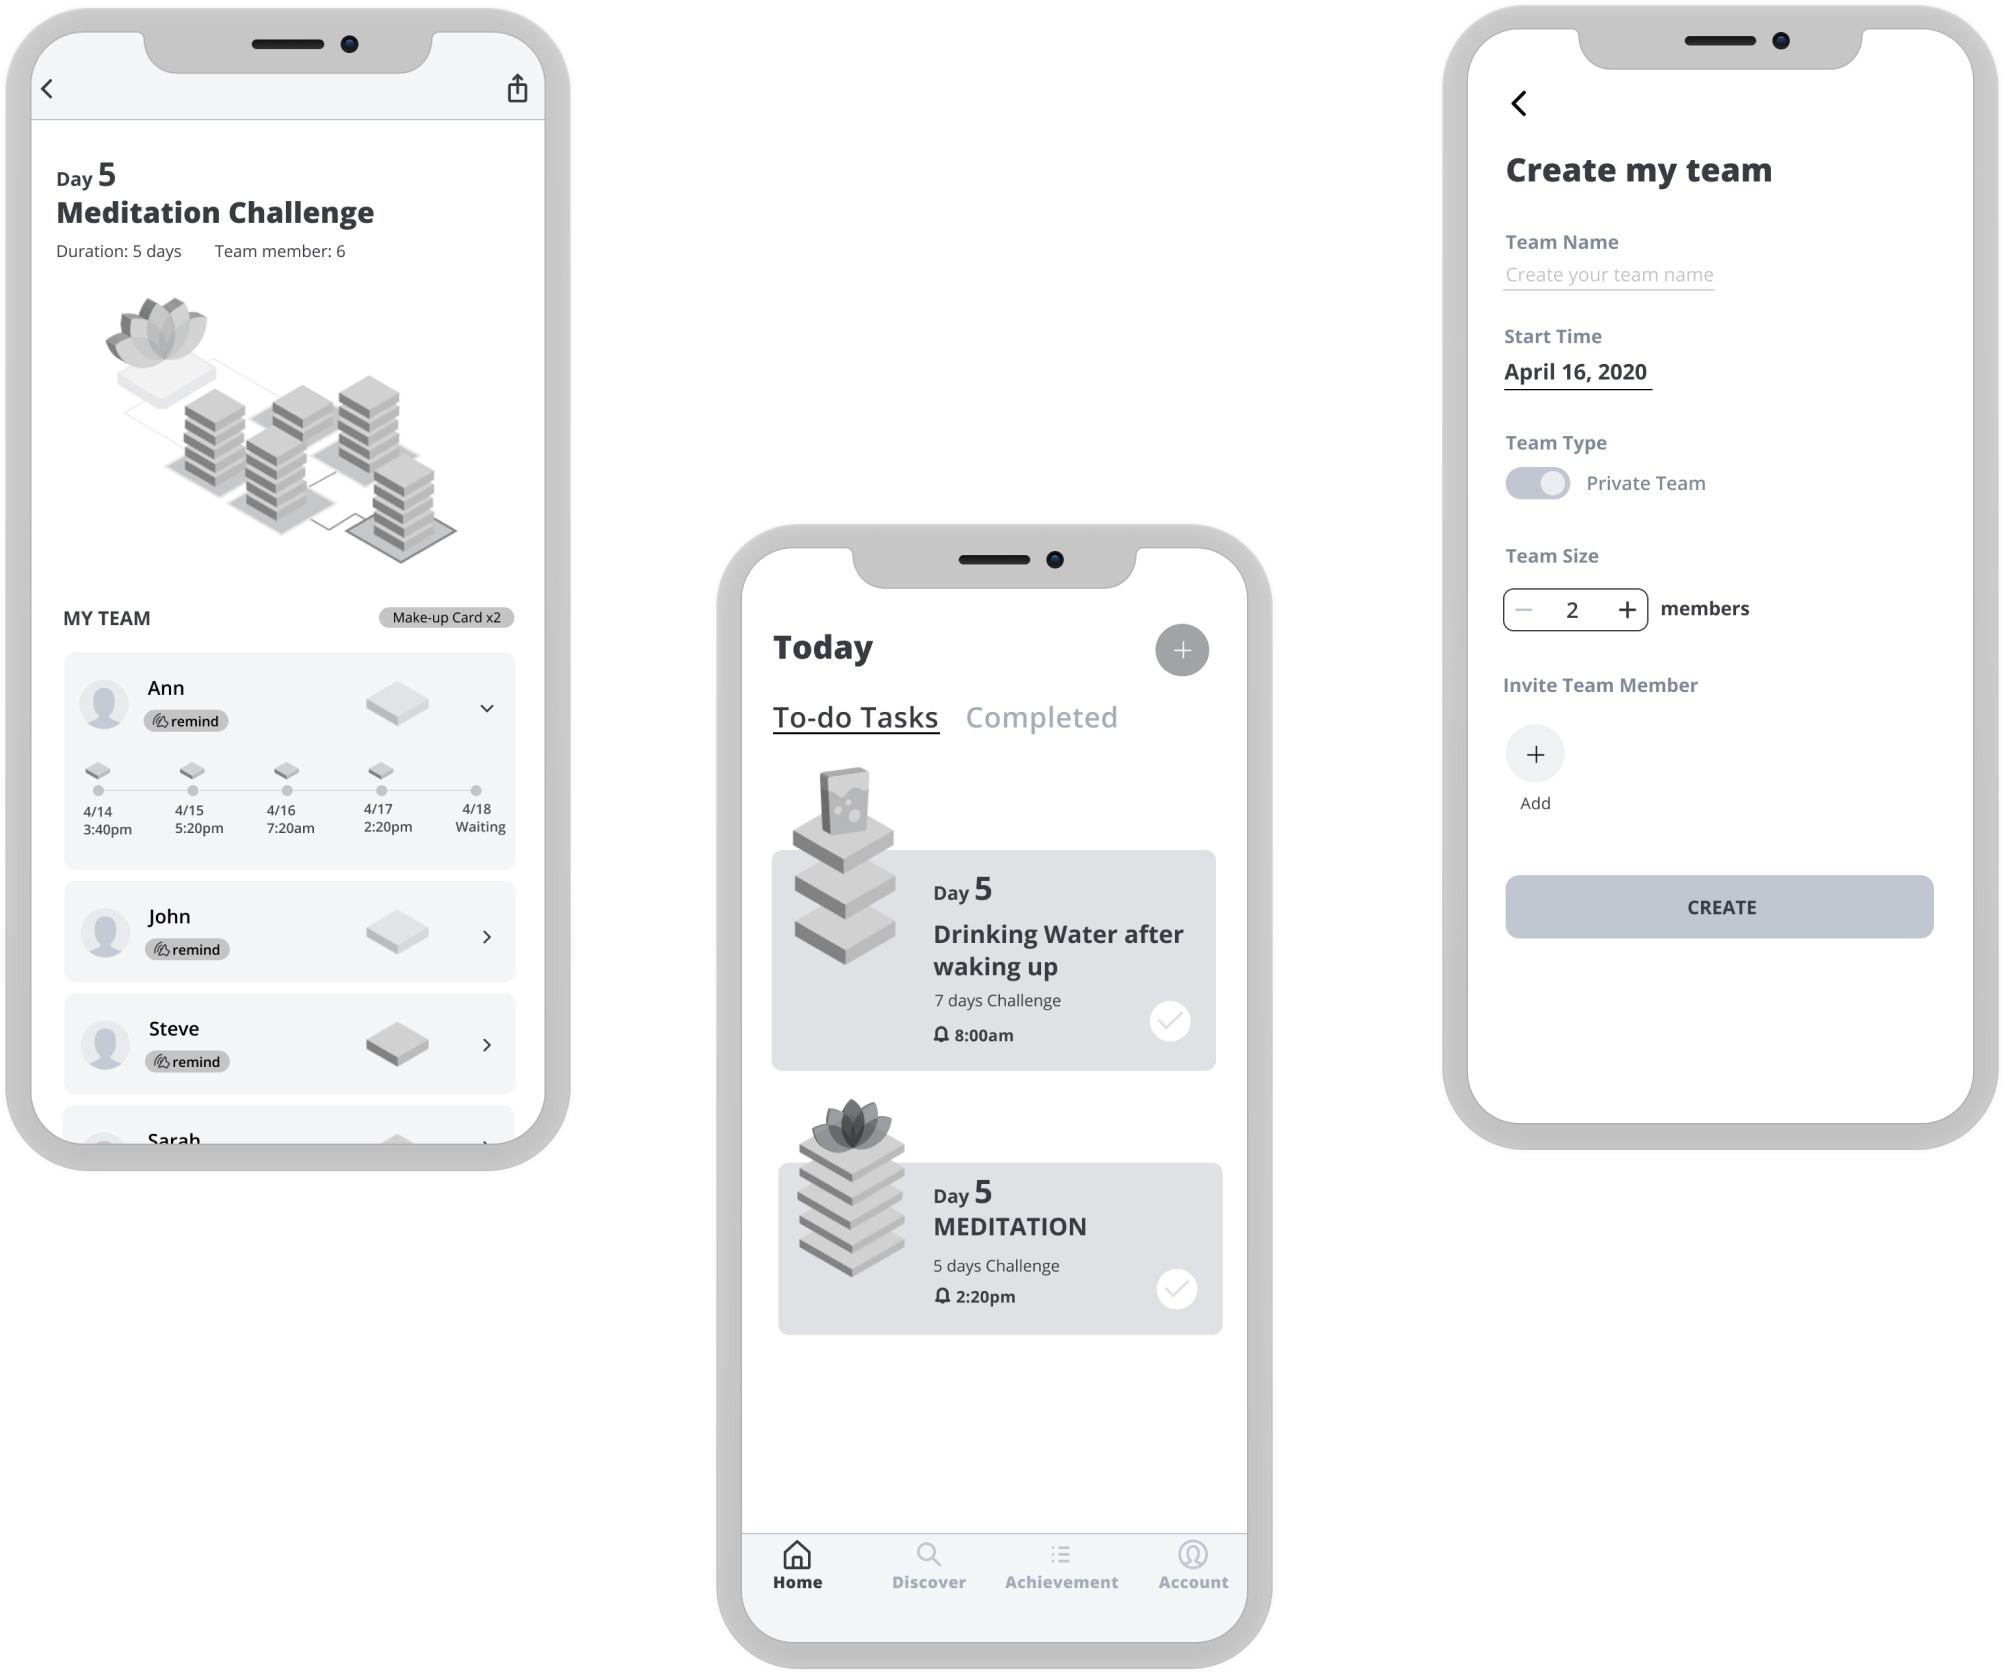 Day 5
Meditation Challenge
Duration: 5 days Team member: 6
MY TEAM Make-up Card x2
Ann
remind
4/14 4/15 4/16 4/17 4/18
3:40pm 5:20pm 7:20am 2:20pm Waiting
John
remind
Steve
remind
Sarah
Today
To-do Tasks Completed
Day 5
Drinking Water after
waking up
7 days Challenge
8:00am
Day 5
MEDITATION
5 days Challenge
2:20pm
Home Discover Achievement Account
Create my team
Team Name
Create your team name
Start Time
April 16, 2020
Team Type
Private Team
Team Size
2 members
Invite Team Member
Add
CREATE